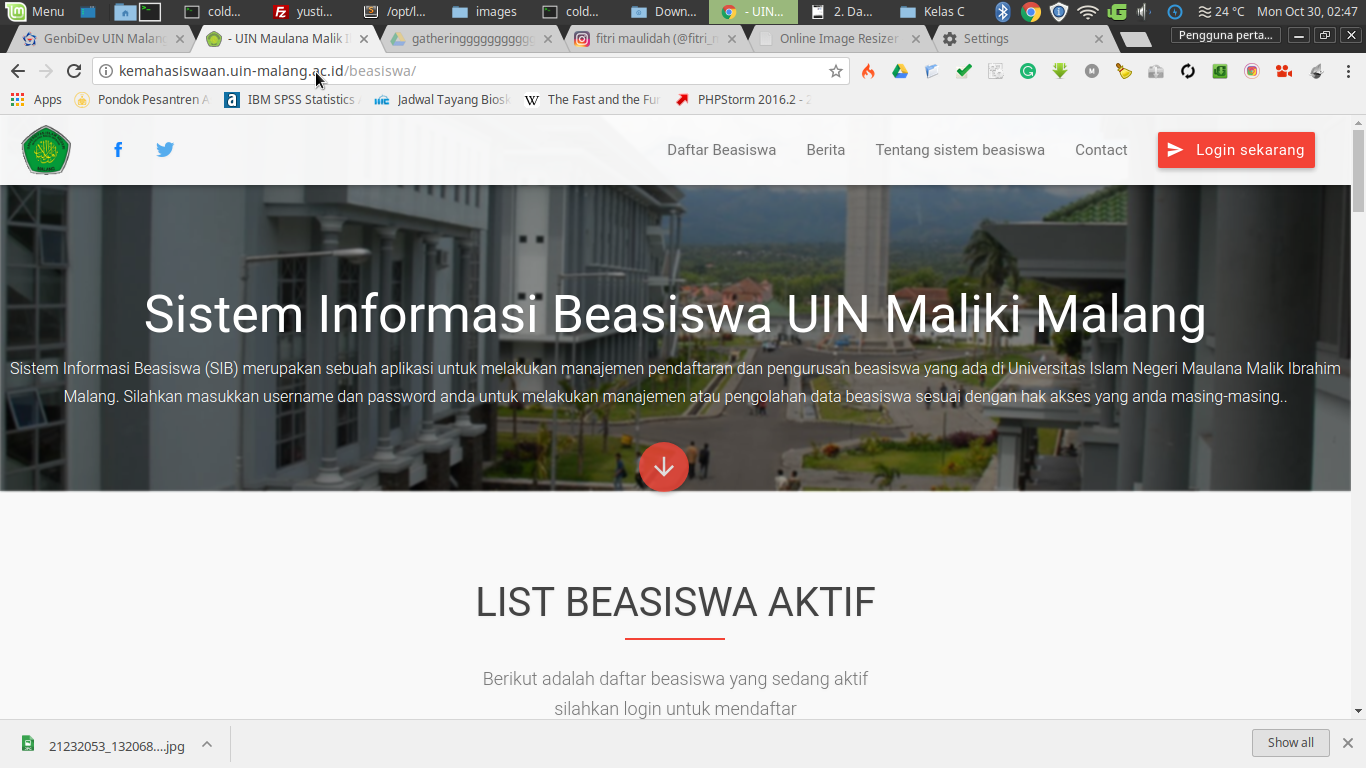 Menu
cold...
yusti...
/opt/l...
images
cold...
Down...
- UIN...
2. Da...
Kelas C
24 °C
Mon Oct 30, 02:47
GenbiDev UIN Malang
- UIN Maulana Malik I
gatheringggggggggg
fitri maulidah (@fitri_
Online Image Resizer
Settings
Pengguna perta...
kemahasiswaan.uin-malang.ac.id/beasiswa/
Apps
Pondok Pesantren A
IBM SPSS Statistics
Jadwal Tayang Biosk
The Fast and the Fur
PHPStorm 2016.2 - 2
Daftar Beasiswa
Berita
Tentang sistem beasiswa
Contact
Login sekarang
Sistem Informasi Beasiswa UIN Maliki Malang
Sistem Informasi Beasiswa (SIB) merupakan sebuah aplikasi untuk melakukan manajemen pendaftaran dan pengurusan beasiswa yang ada di Universitas Islam Negeri Maulana Malik Ibrahim
Malang. Silahkan masukkan username dan password anda untuk melakukan manajemen atau pengolahan data beasiswa sesuai dengan hak akses yang anda masing-masing..
LIST BEASISWA AKTIF
Berikut adalah daftar beasiswa yang sedang aktif
silahkan login untuk mendaftar
21232053_132068....jpg
Show all